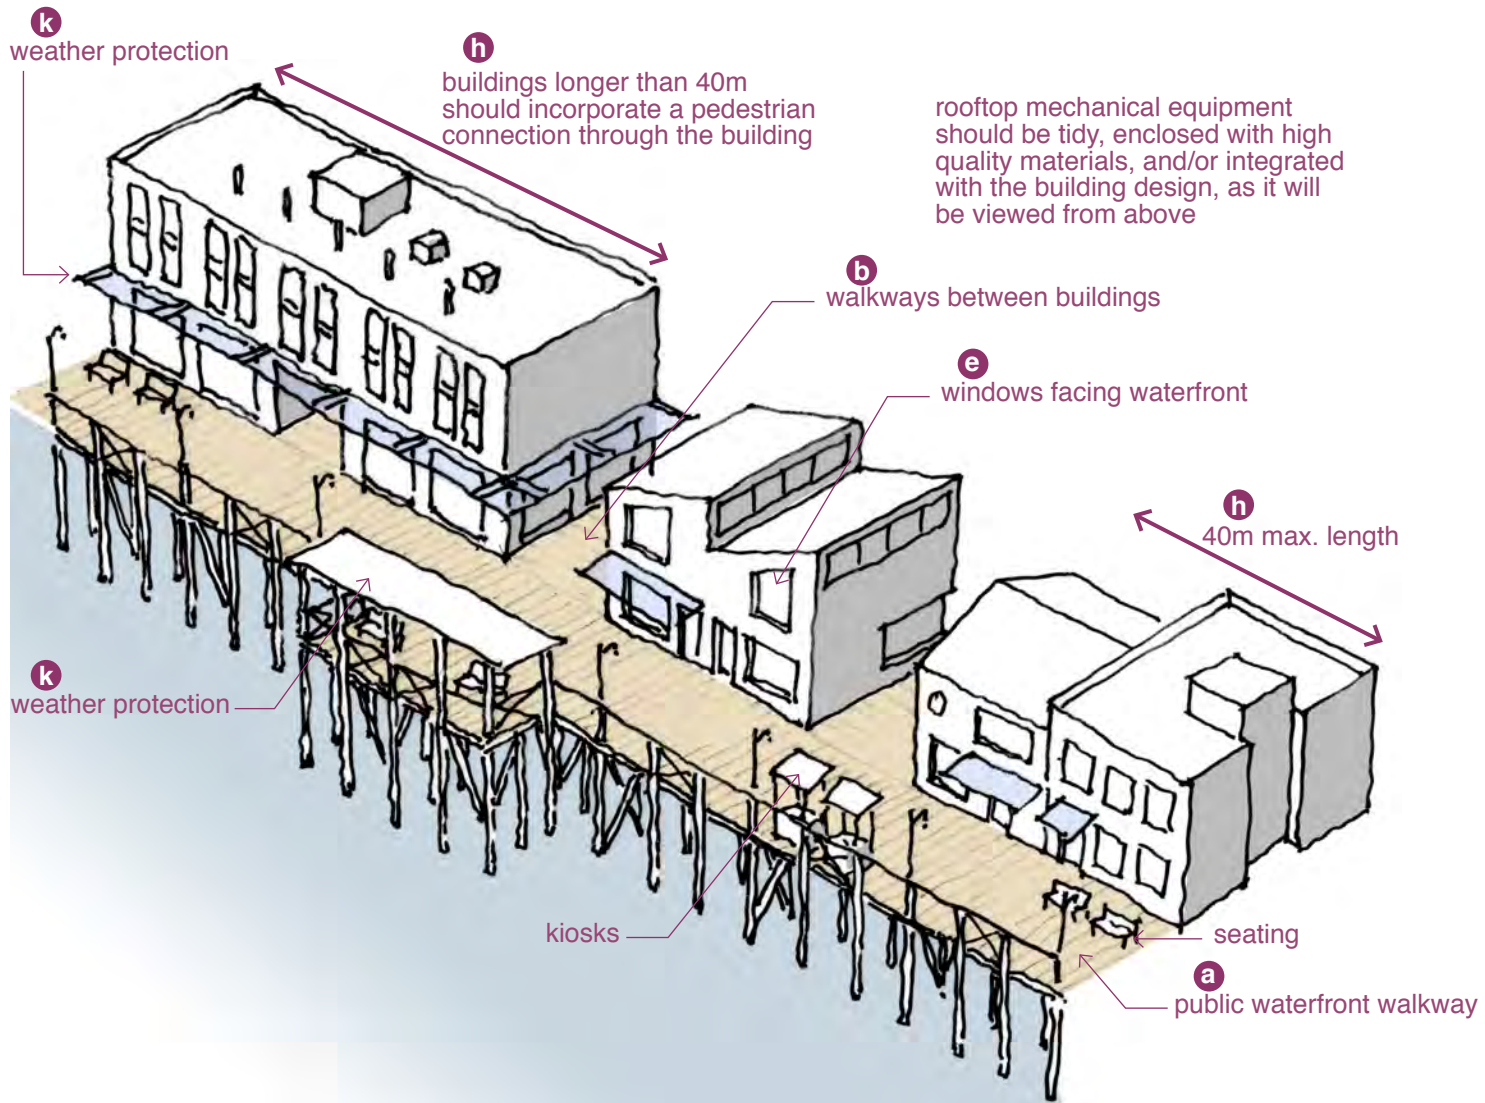 k
weather protection
h
buildings longer than 40m
should incorporate a pedestrian
connection through the building
rooftop mechanical equipment
should be tidy, enclosed with high
quality materials, and/or integrated
with the building design, as it will
be viewed from above
b
walkways between buildings
e
windows facing waterfront
h
40m max. length
k
weather protection
kiosks
seating
a
public waterfront walkway